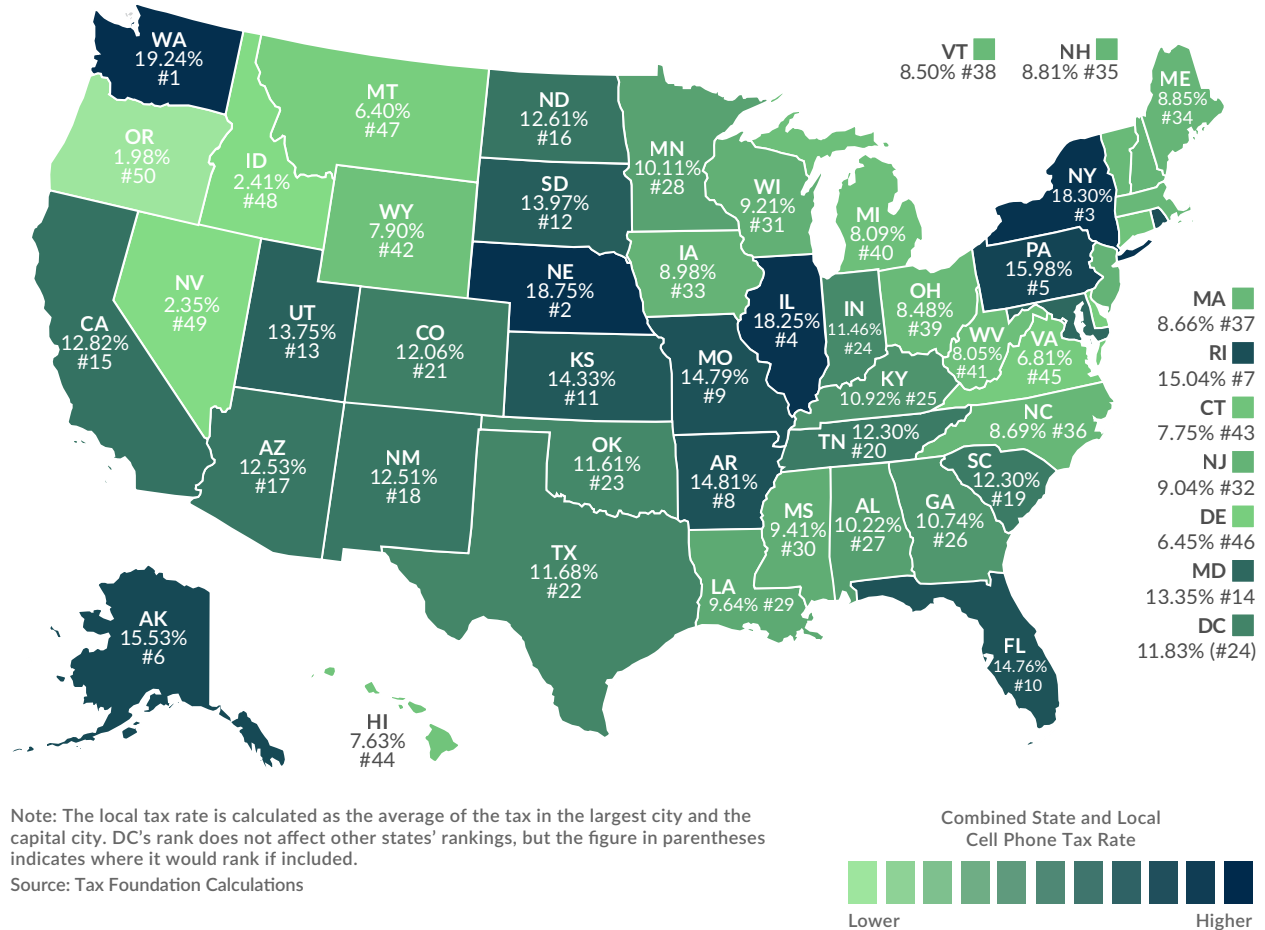 WA
19.24%
#1
MT
6.40%
#47
ND
12.61%
#16
MN
10.11%
#28
VT
8.50% #38
NH
8.81% #35
ME
8.85%
#34
OR
1.98%
#50
ID
2.41%
#48
SD
13.97%
#12
WI
9.21%
#31
MI
8.09%
#40
NY
18.30%
#3
WY
7.90%
#42
IA
8.98%
#33
PA
15.98%
#5
NE
18.75%
#2
NV
2.35%
#49
UT
13.75%
#13
CA
12.82%
#15
CO
12.06%
#21
KS
14.33%
#11
MO
14.79%
#9
IL
18.25%
#4
IN
11.46%
#24
OH
8.48%
#39
WV
8.05%
#41
VA
6.81%
#45
KY
10.92% #25
NC
8.69% #36
TN 12.30%
#20
SC
12.30%
#19
AZ
12.53%
#17
NM
12.51%
#18
OK
11.61%
#23
AR
14.81%
#8
MS
9.41%
#30
AL
10.22%
#27
GA
10.74%
#26
TX
11.68%
#22
LA
9.64% #29
FL
14.76%
#10
AK
15.53%
#6
HI
7.63%
#44
MA
8.66% #37
RI
15.04% #7
CT
7.75% #43
NJ
9.04% #32
DE
6.45% #46
MD
13.35% #14
DC
11.83% (#24)
Note: The local tax rate is calculated as the average of the tax in the largest city and the
capital city. DC's rank does not affect other states' rankings, but the figure in parentheses
indicates where it would rank if included.
Source: Tax Foundation Calculations
Combined State and Local
Cell Phone Tax Rate
Lower
Higher